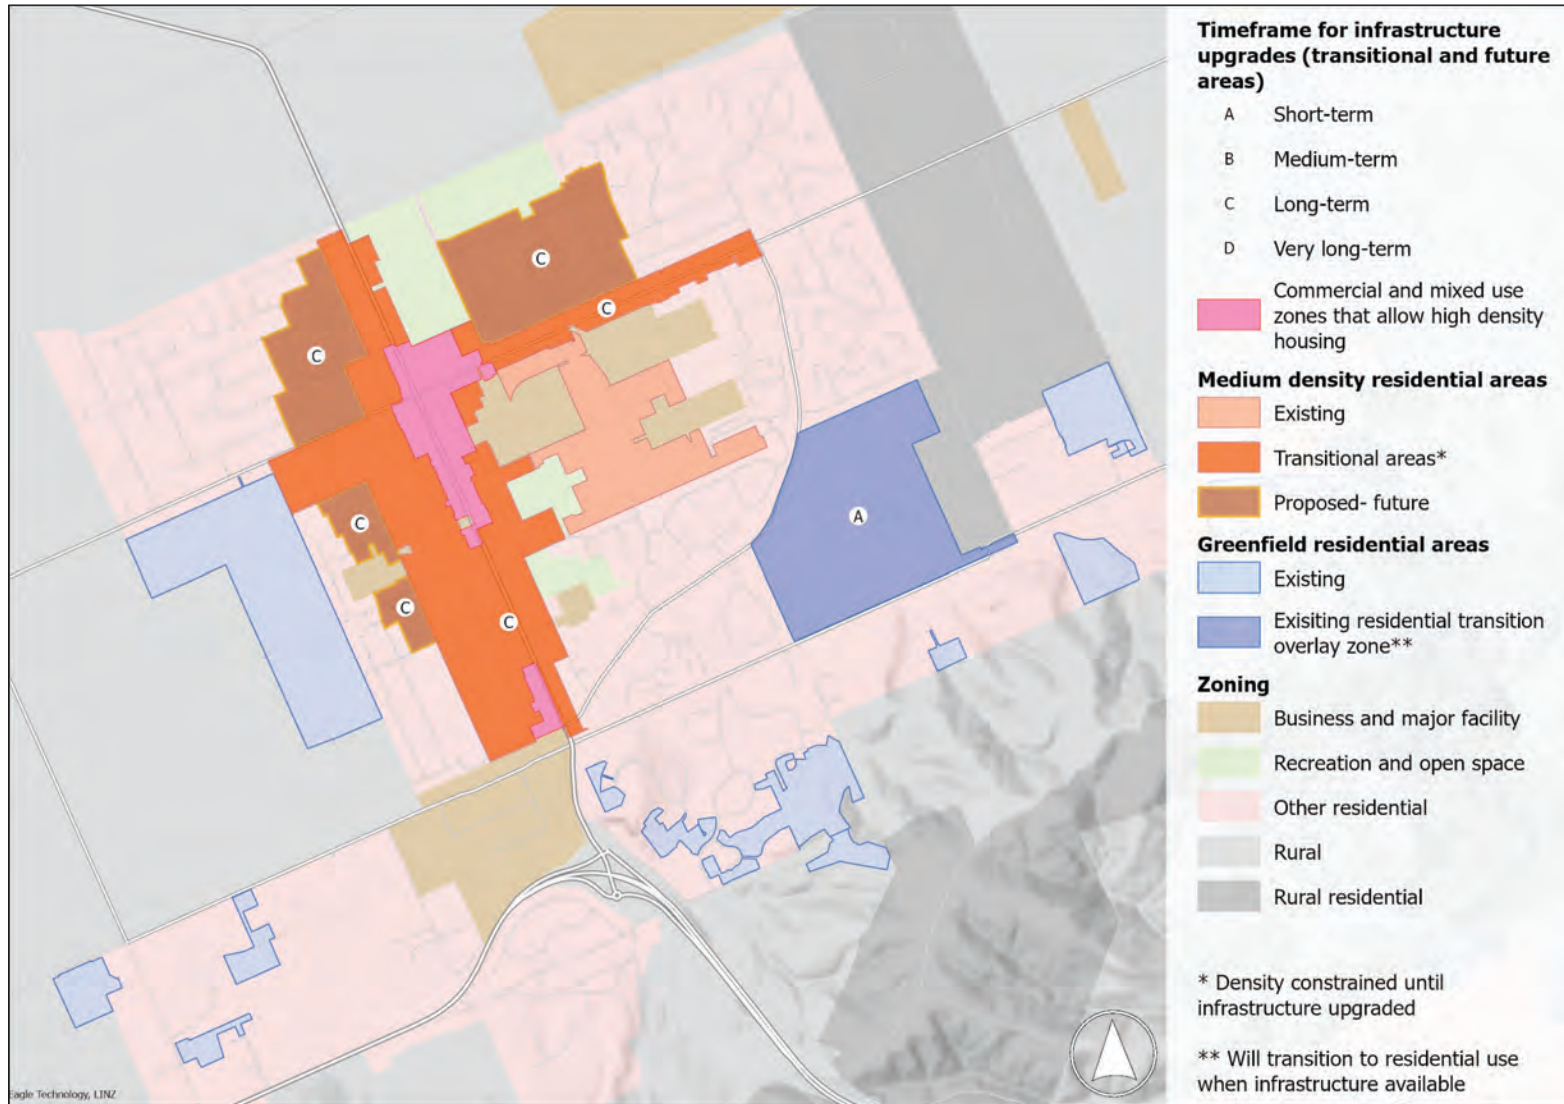 Timeframe for infrastructure
upgrades (transitional and future
areas)
A Short-term
B Medium-term
C Long-term
D Very long-term
Commercial and mixed use
zones that allow high density
housing
Medium density residential areas
Existing
Transitional areas*
Proposed- future
Greenfield residential areas
Existing
Exisiting residential transition
overlay zone**
Zoning
Business and major facility
Recreation and open space
Other residential
Rural
Rural residential
* Density constrained until
infrastructure upgraded
** Will transition to residential use
when infrastructure available
C
C
C
C
A
C
C
Eagle Technology, LINZ